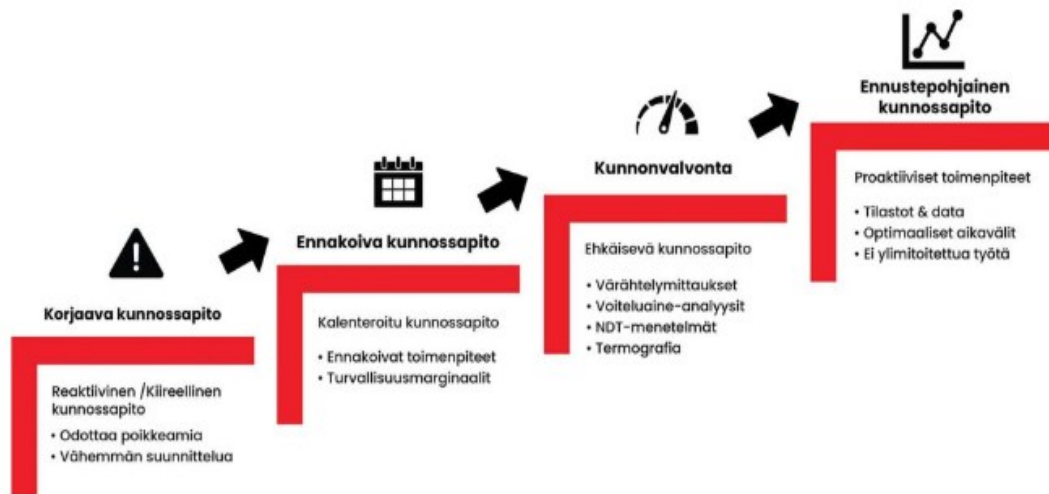 Korjaava kunnossapito
Reaktiivinen /Kiireellinen
kunnossapito
• Odottaa poikkeamia
• Vähemmän suunnittelua
Ennakoiva kunnossapito
Kalenteroitu kunnossapito
• Ennakoivat toimenpiteet
• Turvallisuusmarginaalit
Kunnonvalvonta
Ehkäisevä kunnossapito
• Värähtelymittaukset
• Voiteluaine-analyysit
• NDT-menetelmät
• Termografia
Ennustepohjainen
kunnossapito
Proaktiiviset toimenpiteet
• Tilastot & data
• Optimaaliset aikavälit
• Ei ylimitoitettua työtä